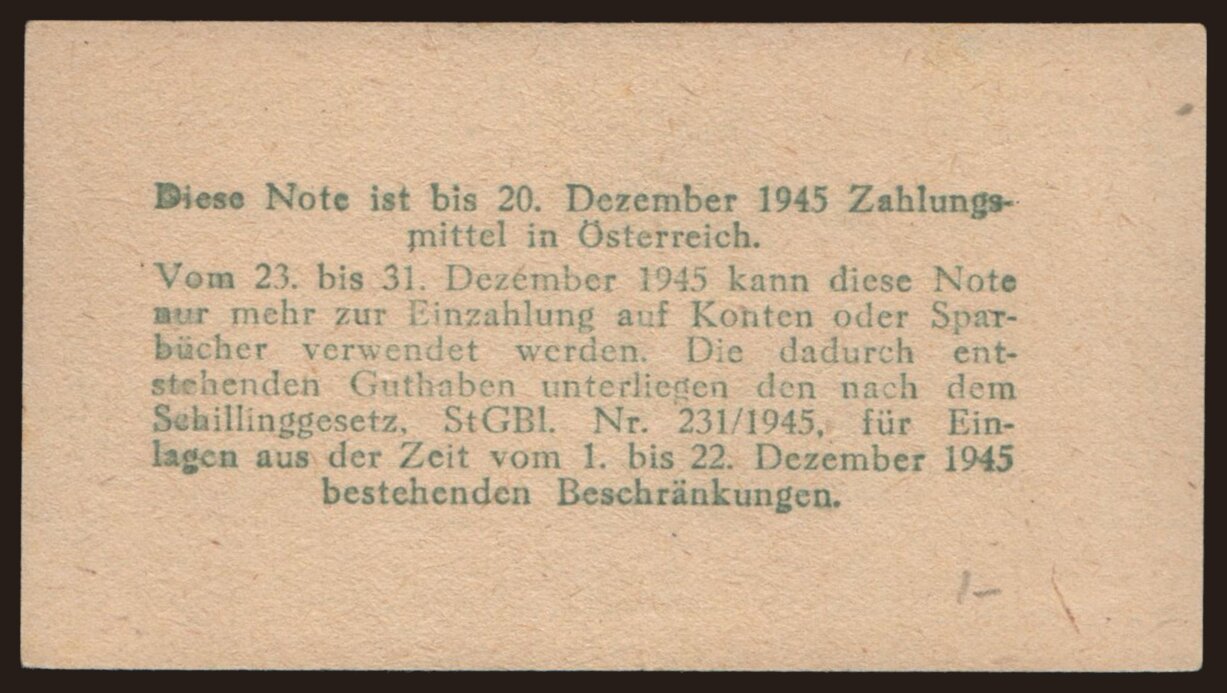 Diese Note ist bis 20. Dezember 1945 Zahlungs-
mittel in Österreich.
Vom 23. bis 31. Dezember 1945 kann diese Note
nur mehr zur Einzahlung auf Konten oder Spar-
bücher verwendet werden. Die dadurch ent-
stehenden Guthaben unterliegen den nach dem
Schillinggesetz, StGBl. Nr. 231/1945, für Ein-
lagen aus der Zeit vom 1. bis 22. Dezember 1945
bestehenden Beschränkungen.
1-